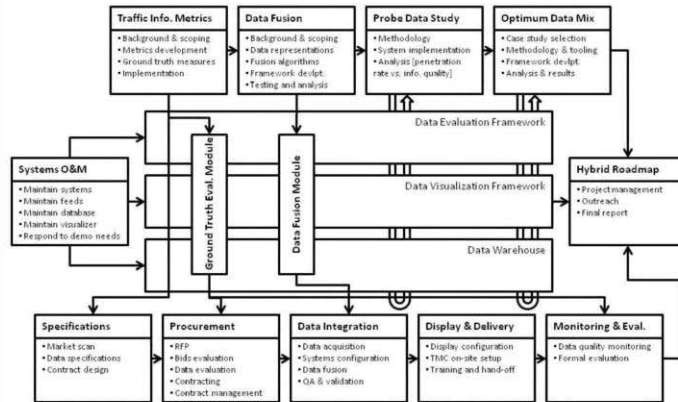 Traffic Info. Metrics
• Background & scoping
• Metrics development
• Ground truth measures
• Implementation
Data Fusion
• Background & scoping
• Data representations
• Fusion algorithms
• Framework devlpt.
• Testing and analysis
Probe Data Study
• Methodology
• System implementation
• Analysis [penetration
rate vs. info. quality]
Optimum Data Mix
• Case study selection
• Methodology & tooling
• Framework devlpt.
• Analysis & results
Data Evaluation Framework
Systems O&M
• Maintain systems
• Maintain feeds
• Maintain database
• Maintain visualizer
• Respond to demo needs
Ground Truth Eval. Module
Data Fusion Module
Data Visualization Framework
Hybrid Roadmap
• Project management
• Outreach
• Final report
Data Warehouse
Specifications
• Market scan
• Data specifications
• Contract design
Procurement
• RFP
• Bids evaluation
• Data evaluation
• Contracting
• Contract management
Data Integration
• Data acquisition
• Systems configuration
• Data fusion
• QA & validation
Display & Delivery
• Display configuration
• TMC on-site setup
• Training and hand-off
Monitoring & Eval.
• Data quality monitoring
• Formal evaluation